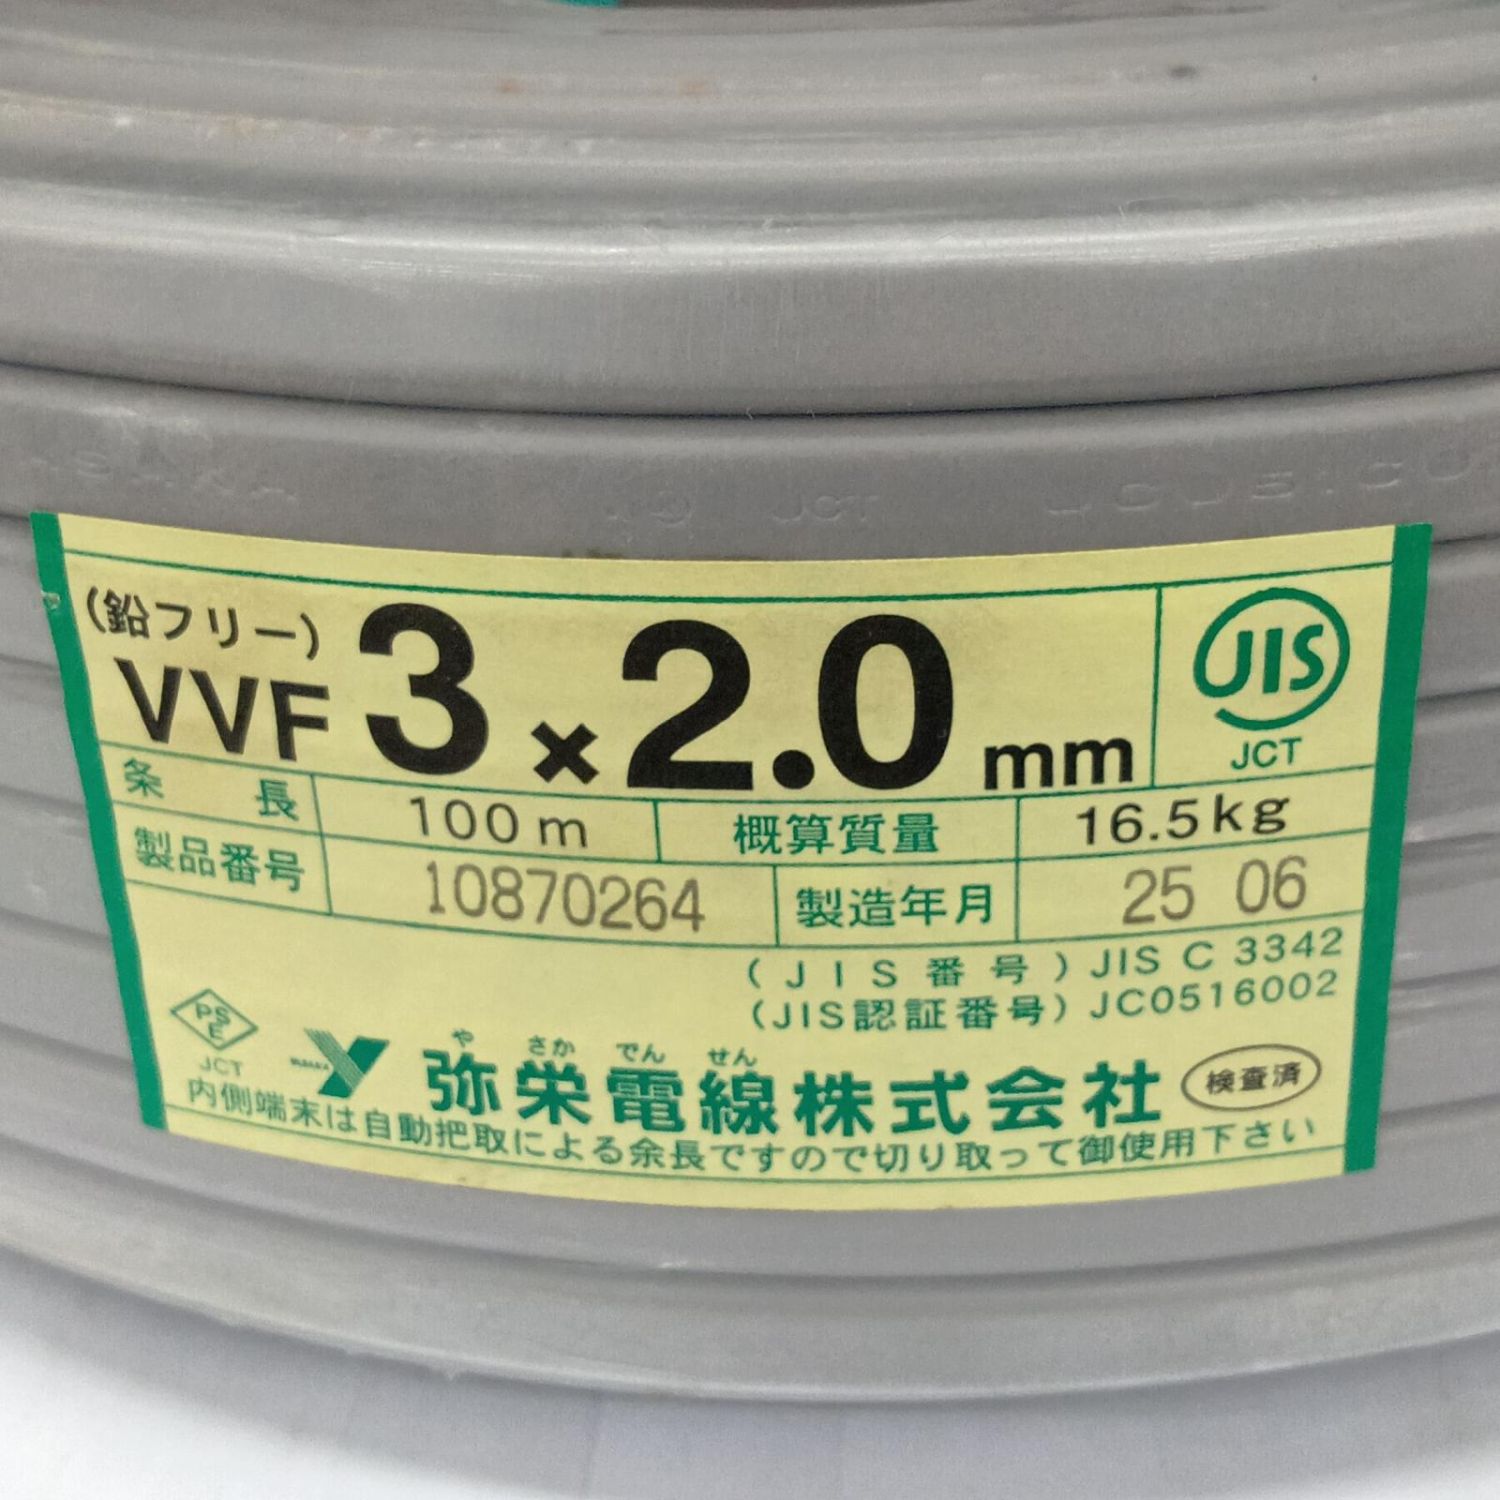 JCT
(鉛フリー)
VVF 3×2.0 mm
JIS
JCT
条長 100m 概算質量 16.5kg
製品番号 10870264 製造年月 25 06
(JIS番号) JIS C 3342
(JIS認証番号) JC0516002
PSE
JCT
や さか でん せん
弥栄電線株式会社 検査済
内側端末は自動把取による余長ですので切り取って御使用下さい